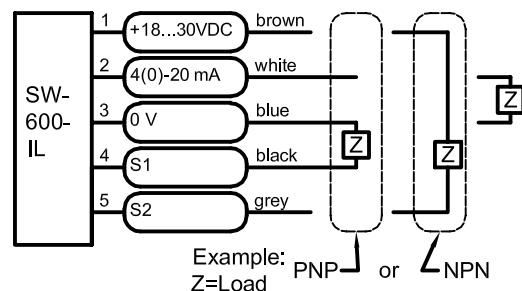 SW-
600-
IL
1 +18...30VDC brown
2 4(0)-20 mA white
3 0 V blue
4 S1 black
5 S2 grey
Z
Z
Z
Example:
Z=Load
PNP or NPN